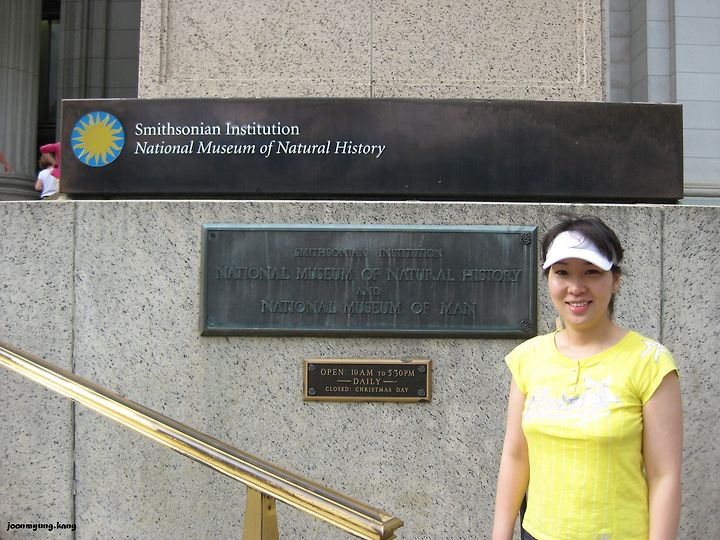 Smithsonian Institution
National Museum of Natural History
SMITHSONIAN INSTITUTION
NATIONAL MUSEUM OF NATURAL HISTORY
AND
NATIONAL MUSEUM OF MAN
OPEN: 10AM TO 5:30PM
DAILY
CLOSED: CHRISTMAS DAY
joonmyung.kang